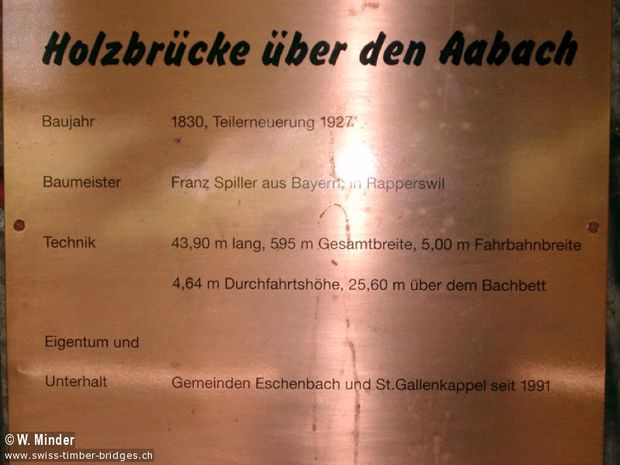 Holzbrücke über den Aabach
Baujahr 1830, Teilerneuerung 1927
Baumeister Franz Spiller aus Bayern, in Rapperswil
Technik 43,90 m lang, 5,95 m Gesamtbreite, 5,00 m Fahrbahnbreite
4,64 m Durchfahrtshöhe, 25,60 m über dem Bachbett
Eigentum und
Unterhalt Gemeinden Eschenbach und St.Gallenkappel seit 1991
© W. Minder
www.swiss-timber-bridges.ch